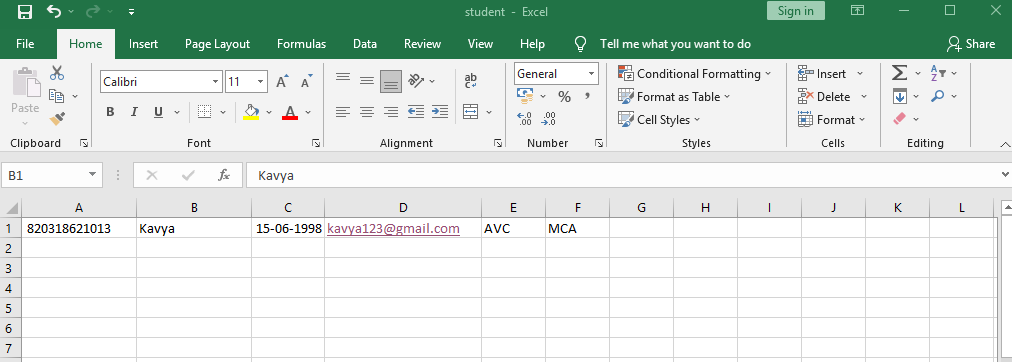 student - Excel
Sign in
File Home Insert Page Layout Formulas Data Review View Help Tell me what you want to do Share
Calibri 11 A A ab General Conditional Formatting Insert Σ A Z
Paste B I U A % , Format as Table Delete
.00 .00 Cell Styles Format
Clipboard Font Alignment Number Styles Cells Editing
B1 fx Kavya
A B C D E F G H I J K L
1 820318621013 Kavya 15-06-1998 kavya123@gmail.com AVC MCA
2
3
4
5
6
7